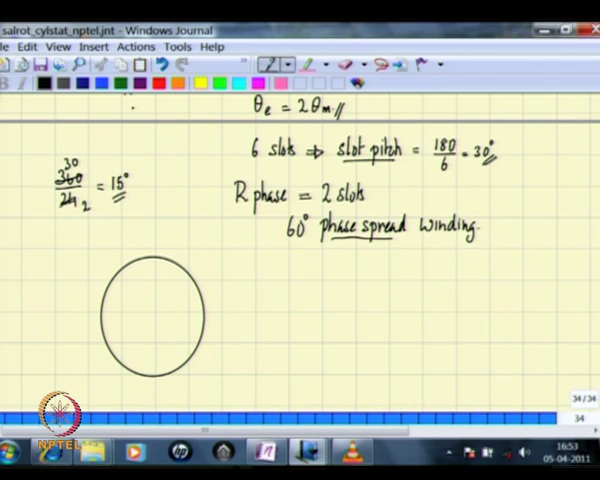 salrot_cylstat_nptel.jnt - Windows Journal
le Edit View Insert Actions Tools Help
θe = 2θm //
6 slots ⇒ slot pitch = 180/6 = 30°
30
360/24 = 15°
2
R phase = 2 slots
60° phase spread winding.
34 / 34
34
NPTEL
hp
16:53
05-04-2011